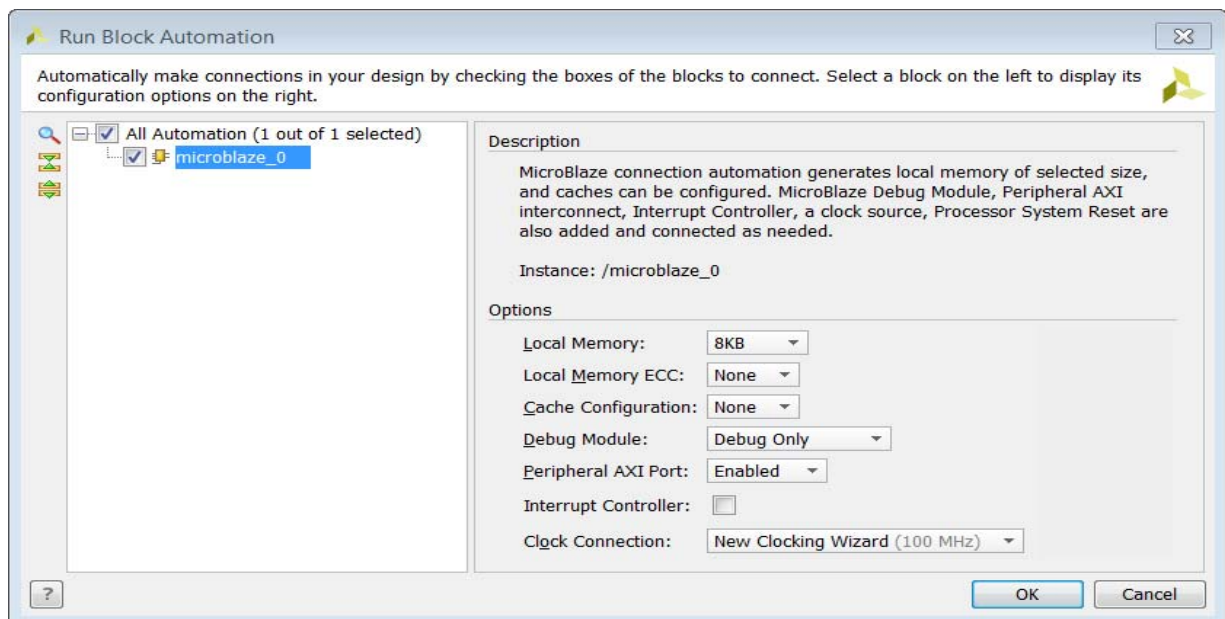 Run Block Automation
Automatically make connections in your design by checking the boxes of the blocks to connect. Select a block on the left to display its
configuration options on the right.
All Automation (1 out of 1 selected)
microblaze_0
Description
MicroBlaze connection automation generates local memory of selected size,
and caches can be configured. MicroBlaze Debug Module, Peripheral AXI
interconnect, Interrupt Controller, a clock source, Processor System Reset are
also added and connected as needed.
Instance: /microblaze_0
Options
Local Memory: 8KB
Local Memory ECC: None
Cache Configuration: None
Debug Module: Debug Only
Peripheral AXI Port: Enabled
Interrupt Controller:
Clock Connection: New Clocking Wizard (100 MHz)
?
OK Cancel